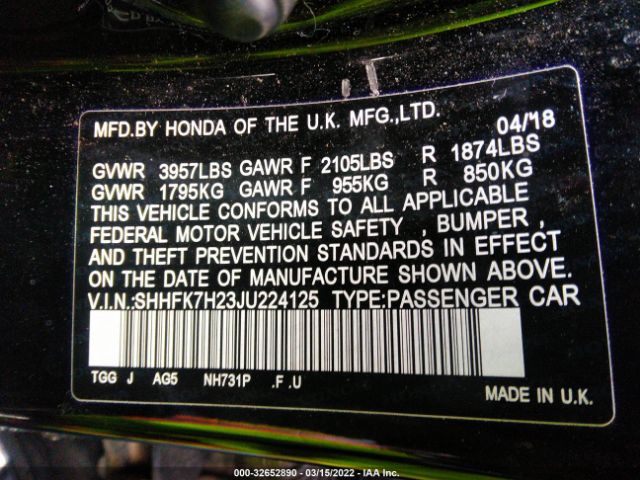 MFD.BY HONDA OF THE U.K. MFG.,LTD. 04/18
GVWR 3957LBS GAWR F 2105LBS R 1874LBS
GVWR 1795KG GAWR F 955KG R 850KG
THIS VEHICLE CONFORMS TO ALL APPLICABLE
FEDERAL MOTOR VEHICLE SAFETY , BUMPER ,
AND THEFT PREVENTION STANDARDS IN EFFECT
ON THE DATE OF MANUFACTURE SHOWN ABOVE.
V.I.N.:SHHFK7H23JU224125 TYPE:PASSENGER CAR
TGG J AG5 NH731P .F .U
MADE IN U.K.
000-32652890 - 03/15/2022 - IAA Inc.